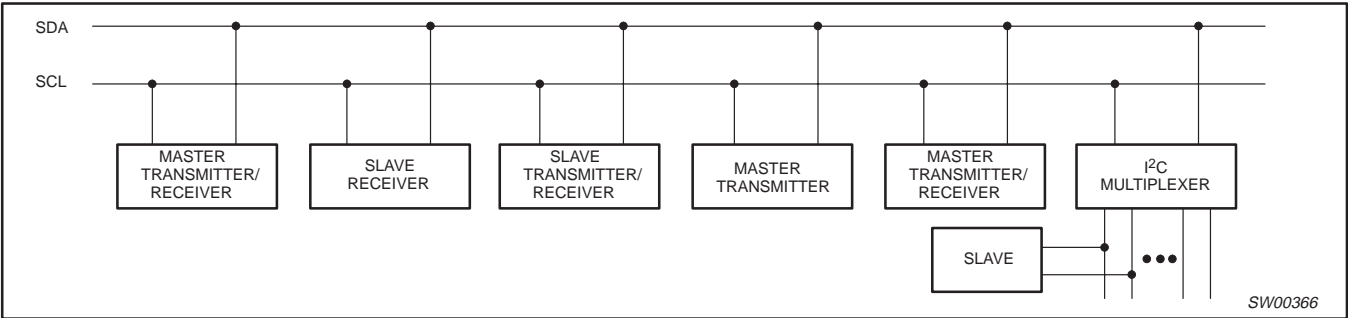 SDA
SCL
MASTER
TRANSMITTER/
RECEIVER
SLAVE
RECEIVER
SLAVE
TRANSMITTER/
RECEIVER
MASTER
TRANSMITTER
MASTER
TRANSMITTER/
RECEIVER
I²C
MULTIPLEXER
SLAVE
SW00366